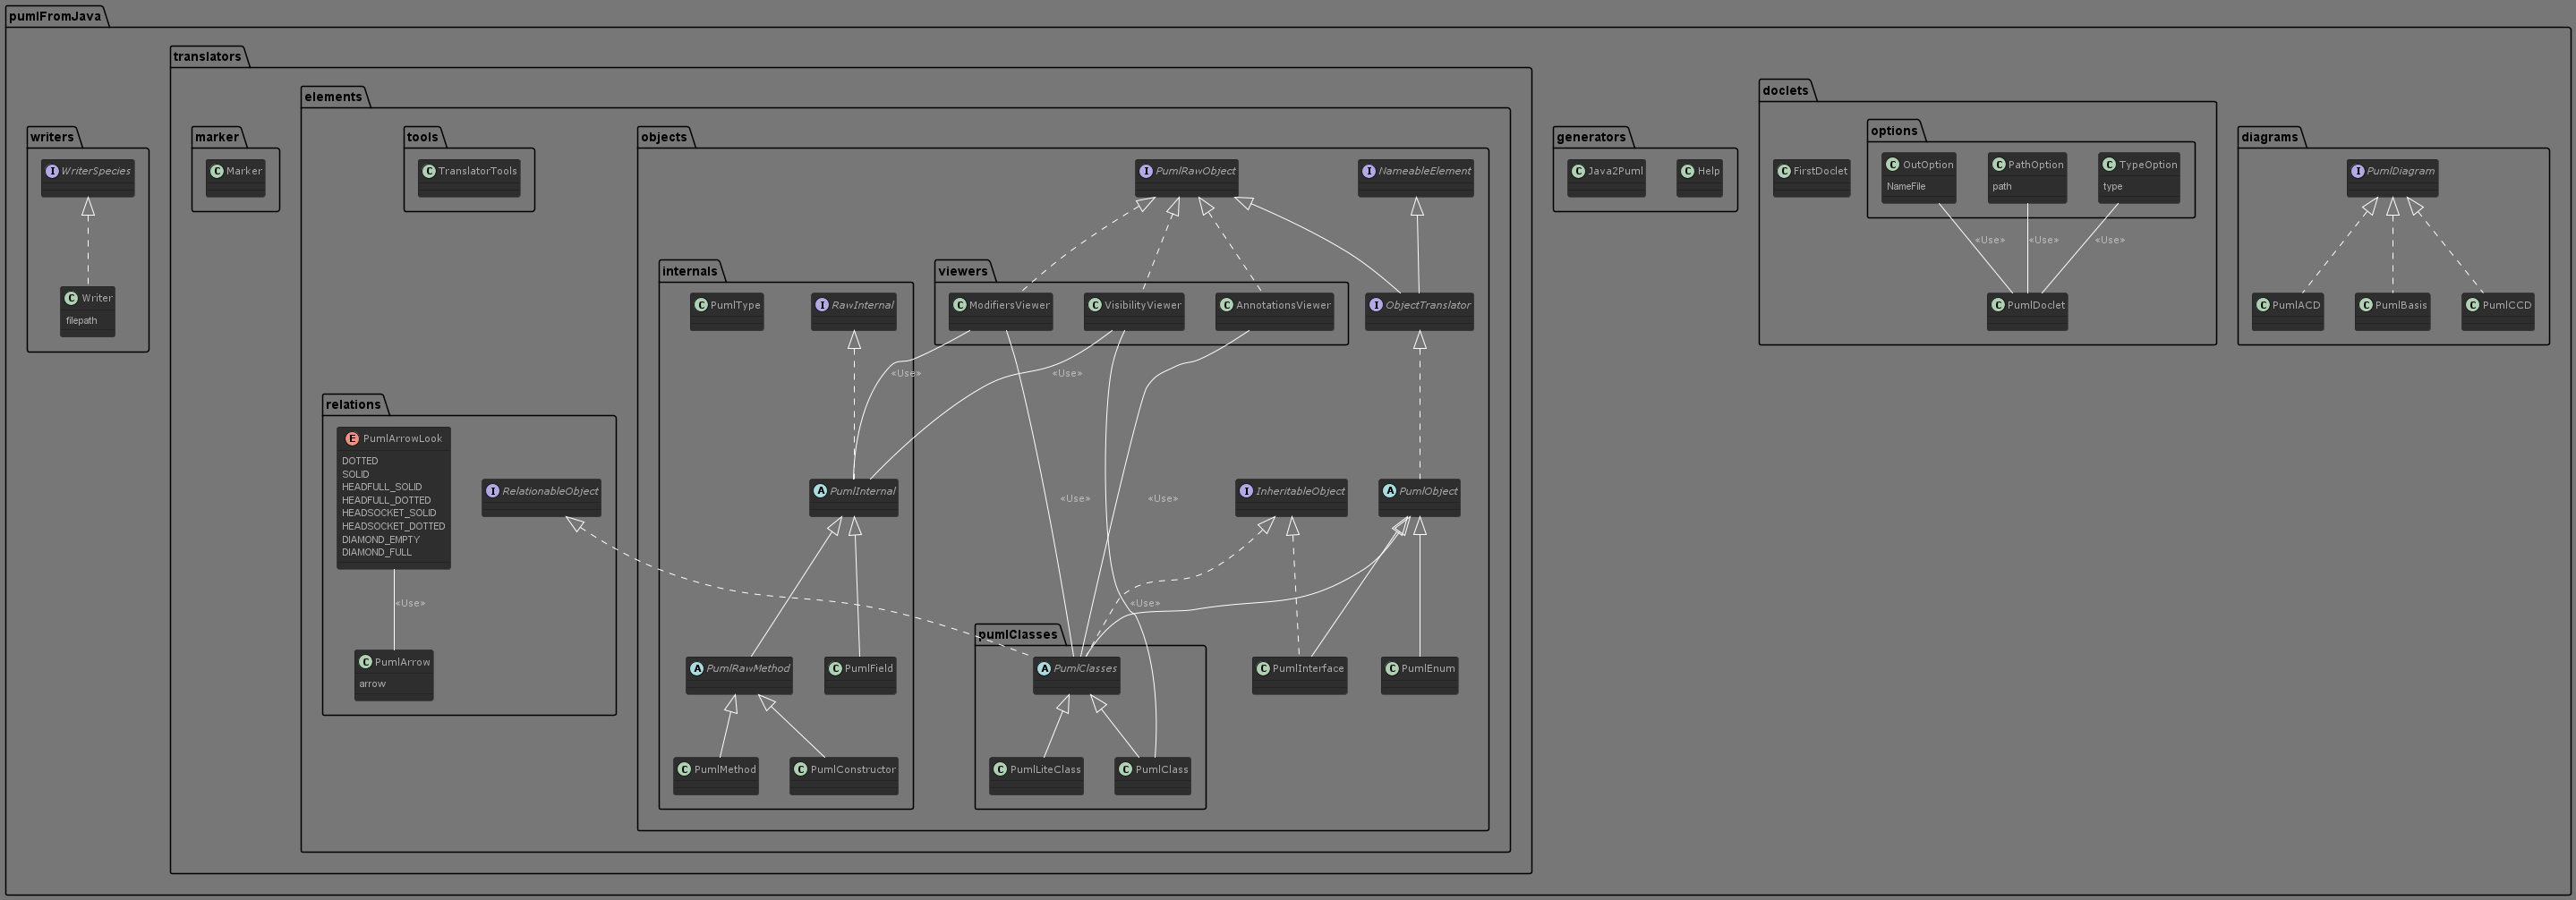 pumlFromJava
writers
I WriterSpecies
C Writer
filepath
translators
marker
C Marker
elements
tools
C TranslatorTools
relations
E PumlArrowLook
DOTTED
SOLID
HEADFULL_SOLID
HEADFULL_DOTTED
HEADSOCKET_SOLID
HEADSOCKET_DOTTED
DIAMOND_EMPTY
DIAMOND_FULL
I RelationableObject
«Use»
C PumlArrow
arrow
objects
I PumlRawObject
I NameableElement
internals
C PumlType
I RawInternal
viewers
C ModifiersViewer
C VisibilityViewer
C AnnotationsViewer
I ObjectTranslator
«Use»
«Use»
A PumlInternal
«Use»
«Use»
I InheritableObject
A PumlObject
«Use»
A PumlRawMethod
C PumlField
pumlClasses
A PumlClasses
C PumlInterface
C PumlEnum
C PumlMethod
C PumlConstructor
C PumlLiteClass
C PumlClass
generators
C Java2Puml
C Help
doclets
C FirstDoclet
options
C OutOption
NameFile
C PathOption
path
C TypeOption
type
«Use»
«Use»
«Use»
C PumlDoclet
diagrams
I PumlDiagram
C PumlACD
C PumlBasis
C PumlCCD